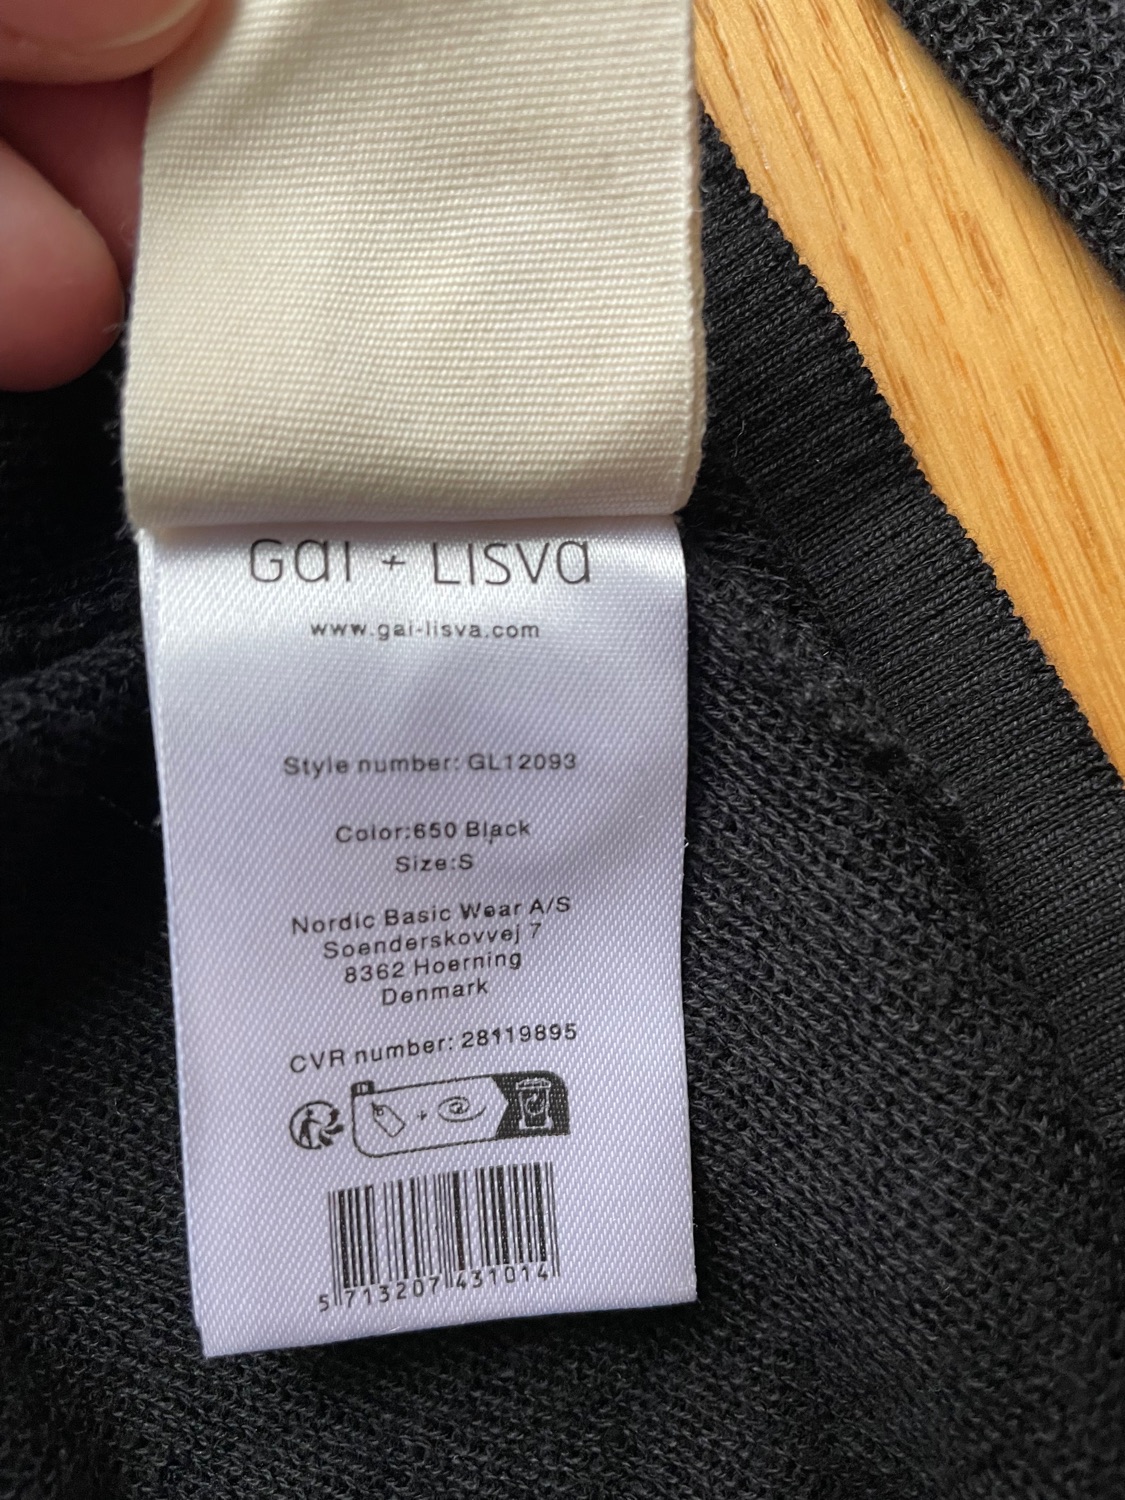 Gai + Lisva
www.gai-lisva.com
Style number: GL12093
Color:650 Black
Size:S
Nordic Basic Wear A/S
Soenderskovvej 7
8362 Hoerning
Denmark
CVR number: 28119895
+
5 713207 431014